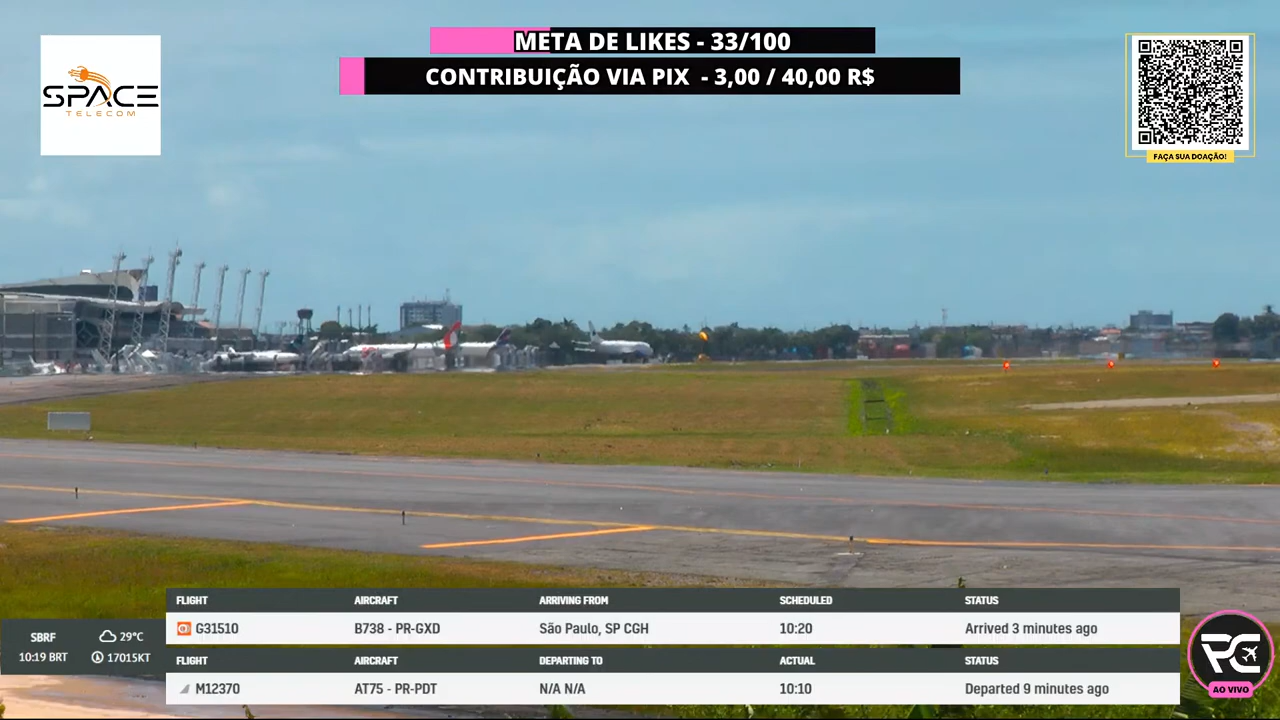 META DE LIKES - 33/100
CONTRIBUIÇÃO VIA PIX - 3,00 / 40,00 R$
SPACE
TELECOM
FAÇA SUA DOAÇÃO!
FLIGHT AIRCRAFT ARRIVING FROM SCHEDULED STATUS
G31510 B738 - PR-GXD São Paulo, SP CGH 10:20 Arrived 3 minutes ago
SBRF 29°C
10:19 BRT 17015KT
FLIGHT AIRCRAFT DEPARTING TO ACTUAL STATUS
M12370 AT75 - PR-PDT N/A N/A 10:10 Departed 9 minutes ago
PC
AO VIVO